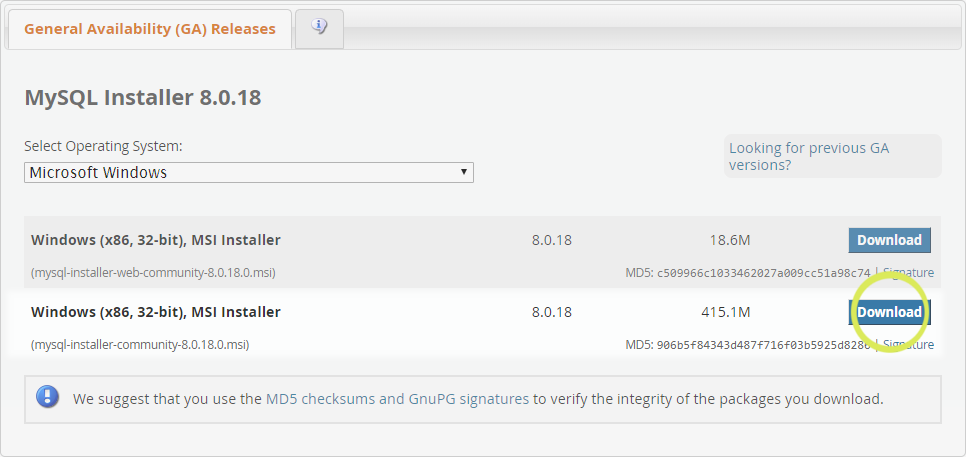 General Availability (GA) Releases
MySQL Installer 8.0.18
Select Operating System:
Looking for previous GA
versions?
Microsoft Windows
Windows (x86, 32-bit), MSI Installer 8.0.18 18.6M Download
(mysql-installer-web-community-8.0.18.0.msi) MD5: c509966c1033462027a009cc51a98c74 | Signature
Windows (x86, 32-bit), MSI Installer 8.0.18 415.1M Download
(mysql-installer-community-8.0.18.0.msi) MD5: 906b5f84343d487f716f03b5925d8286 | Signature
We suggest that you use the MD5 checksums and GnuPG signatures to verify the integrity of the packages you download.